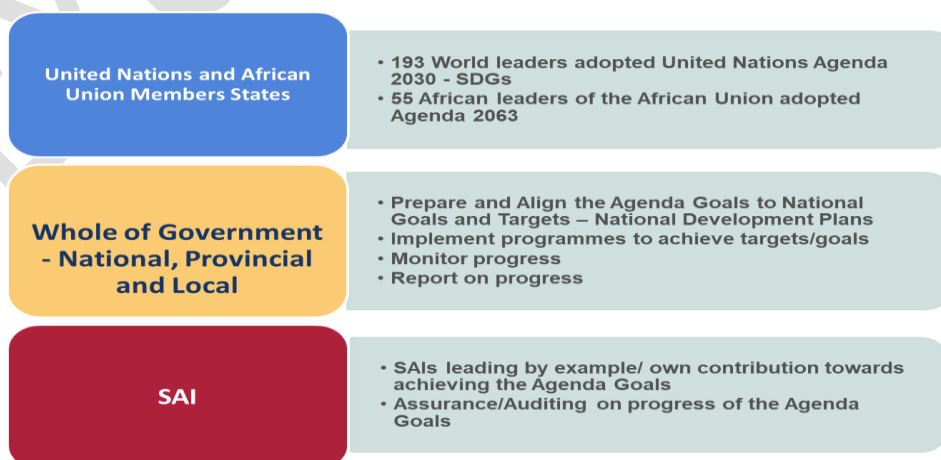 United Nations and African
Union Members States
• 193 World leaders adopted United Nations Agenda
2030 - SDGs
• 55 African leaders of the African Union adopted
Agenda 2063
Whole of Government
- National, Provincial
and Local
• Prepare and Align the Agenda Goals to National
Goals and Targets – National Development Plans
• Implement programmes to achieve targets/goals
• Monitor progress
• Report on progress
SAI
• SAIs leading by example/ own contribution towards
achieving the Agenda Goals
• Assurance/Auditing on progress of the Agenda
Goals